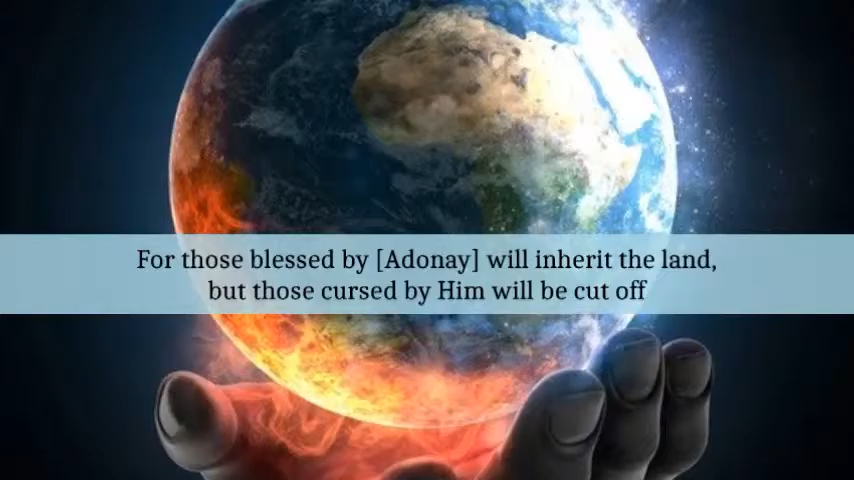 For those blessed by [Adonay] will inherit the land,
but those cursed by Him will be cut off